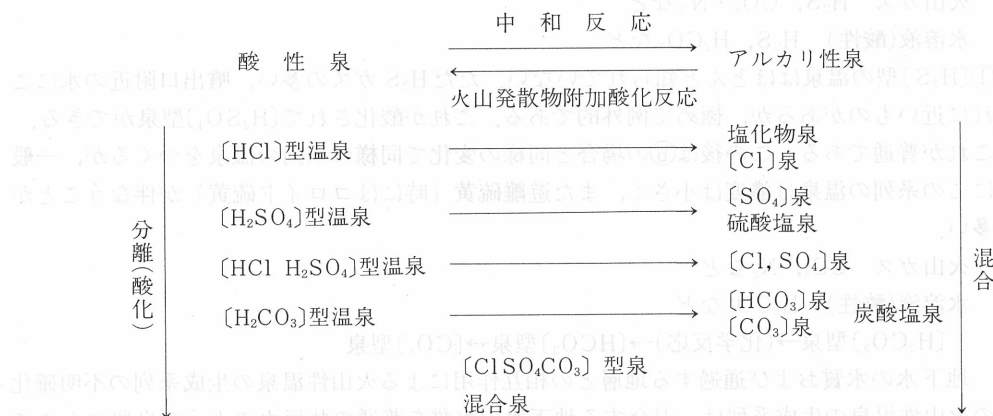 中和反応
酸性泉
アルカリ性泉
火山発散物附加酸化反応
〔HCl〕型温泉
塩化物泉
〔Cl〕泉
〔H₂SO₄〕型温泉
〔SO₄〕泉
硫酸塩泉
〔HCl H₂SO₄〕型温泉
〔Cl, SO₄〕泉
〔H₂CO₃〕型温泉
〔HCO₃〕泉
〔CO₃〕泉
炭酸塩泉
〔ClSO₄CO₃〕型泉
混合泉
分離(酸化)
混合